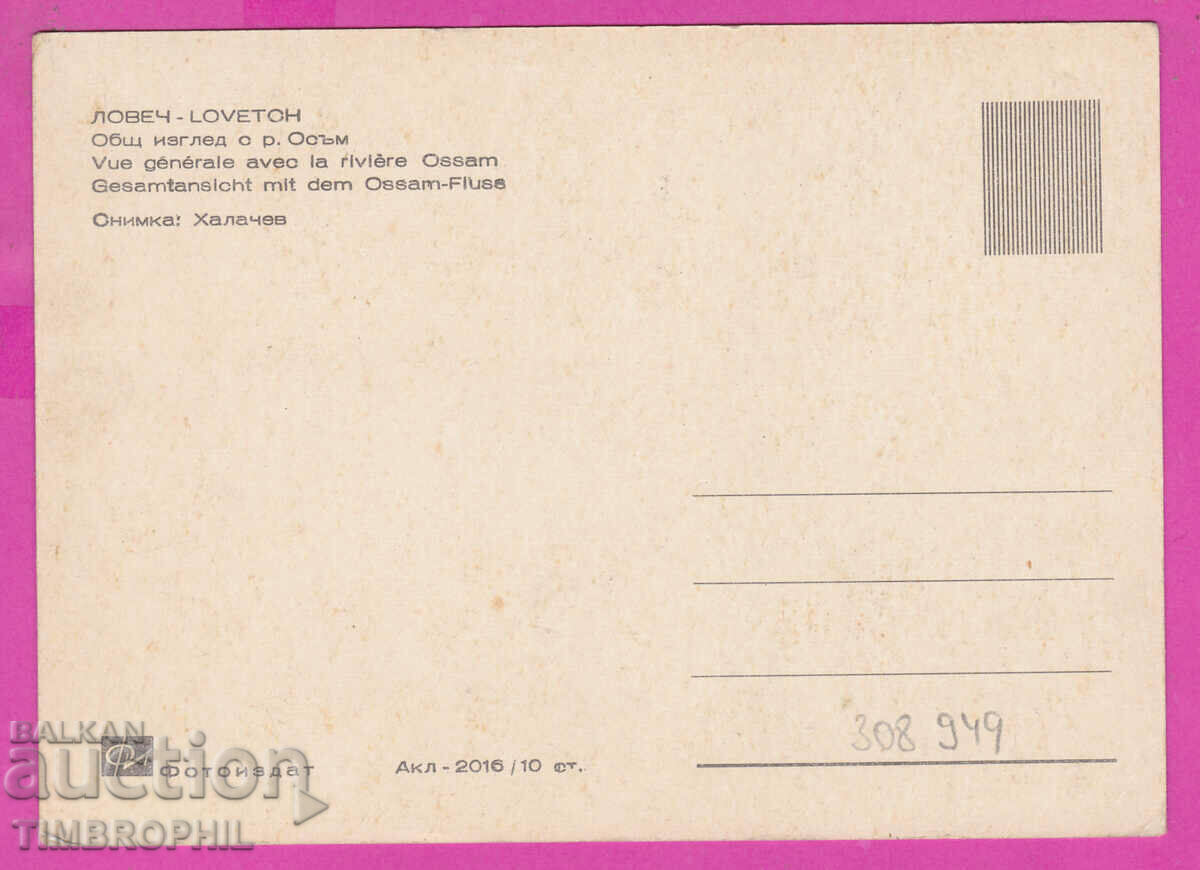 ЛОВЕЧ - LOVETCH
Общ изглед с р. Осъм
Vue générale avec la rivière Ossam
Gesamtansicht mit dem Ossam-Fluss
Снимка: Халачев
308 949
BALKAN
auction
Фотоиздат
Акл - 2016 / 10 ст.
TIMBROPHIL